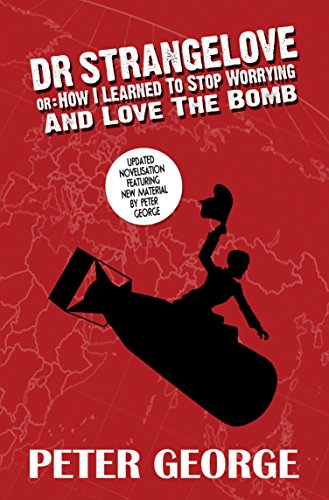 DR STRANGELOVE
OR: HOW I LEARNED TO STOP WORRYING
AND LOVE THE BOMB
UPDATED
NOVELISATION
FEATURING
NEW MATERIAL
BY PETER
GEORGE
PETER GEORGE